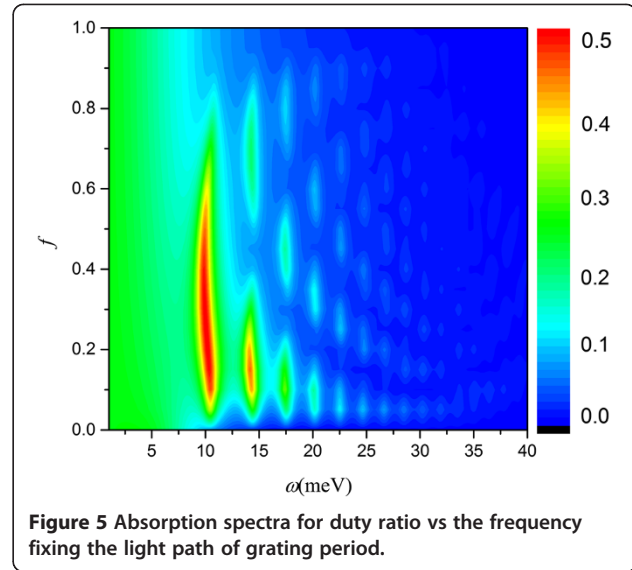 1.0
0.8
0.6
0.4
0.2
0.0
f
5 10 15 20 25 30 35 40
ω(meV)
0.5
0.4
0.3
0.2
0.1
0.0
Figure 5 Absorption spectra for duty ratio vs the frequency
fixing the light path of grating period.